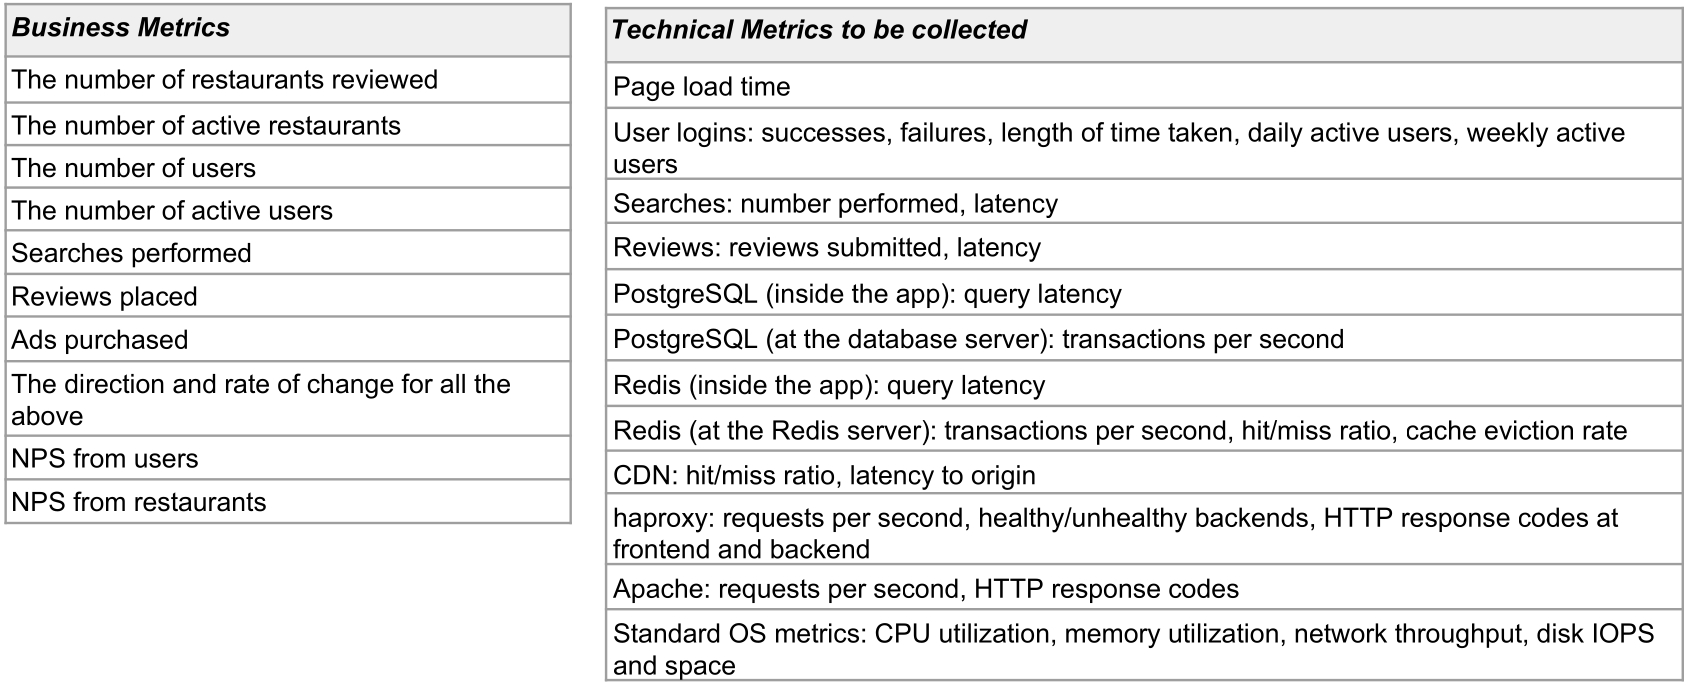 Business Metrics
The number of restaurants reviewed
The number of active restaurants
The number of users
The number of active users
Searches performed
Reviews placed
Ads purchased
The direction and rate of change for all the
above
NPS from users
NPS from restaurants
Technical Metrics to be collected
Page load time
User logins: successes, failures, length of time taken, daily active users, weekly active
users
Searches: number performed, latency
Reviews: reviews submitted, latency
PostgreSQL (inside the app): query latency
PostgreSQL (at the database server): transactions per second
Redis (inside the app): query latency
Redis (at the Redis server): transactions per second, hit/miss ratio, cache eviction rate
CDN: hit/miss ratio, latency to origin
haproxy: requests per second, healthy/unhealthy backends, HTTP response codes at
frontend and backend
Apache: requests per second, HTTP response codes
Standard OS metrics: CPU utilization, memory utilization, network throughput, disk IOPS
and space